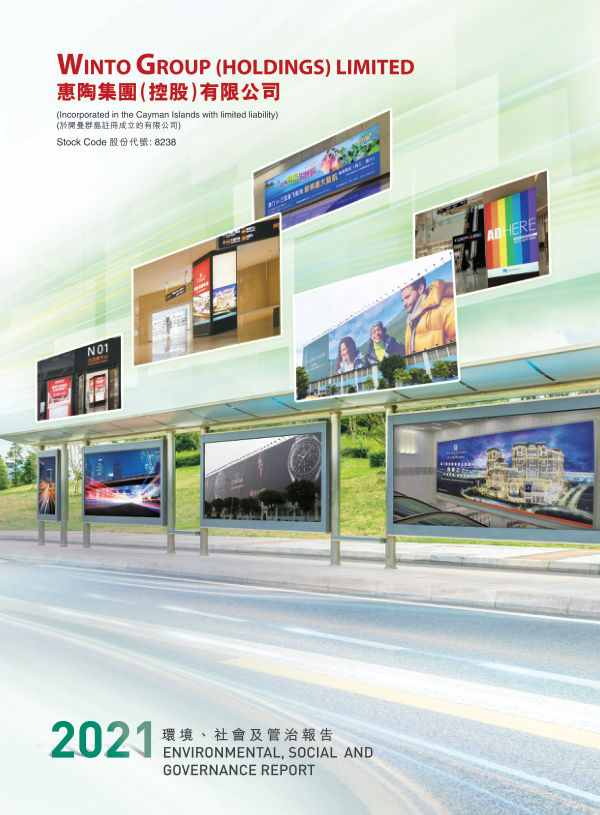 WINTO GROUP (HOLDINGS) LIMITED
惠陶集團(控股)有限公司
(Incorporated in the Cayman Islands with limited liability)
(於開曼群島註冊成立的有限公司)
Stock Code 股份代號: 8238
AD HERE
N01
2021 環境、社會及管治報告
ENVIRONMENTAL, SOCIAL AND
GOVERNANCE REPORT